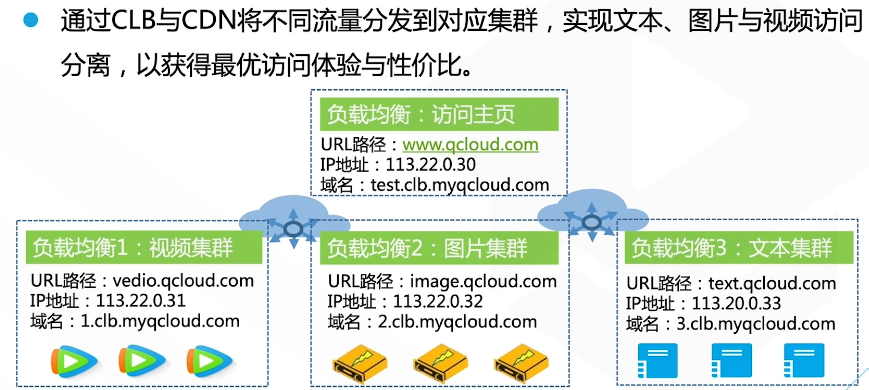 通过CLB与CDN将不同流量分发到对应集群，实现文本、图片与视频访问
分离，以获得最优访问体验与性价比。
负载均衡：访问主页
URL路径：www.qcloud.com
IP地址：113.22.0.30
域名：test.clb.myqcloud.com
负载均衡1：视频集群
URL路径：vedio.qcloud.com
IP地址：113.22.0.31
域名：1.clb.myqcloud.com
负载均衡2：图片集群
URL路径：image.qcloud.com
IP地址：113.22.0.32
域名：2.clb.myqcloud.com
负载均衡3：文本集群
URL路径：text.qcloud.com
IP地址：113.20.0.33
域名：3.clb.myqcloud.com